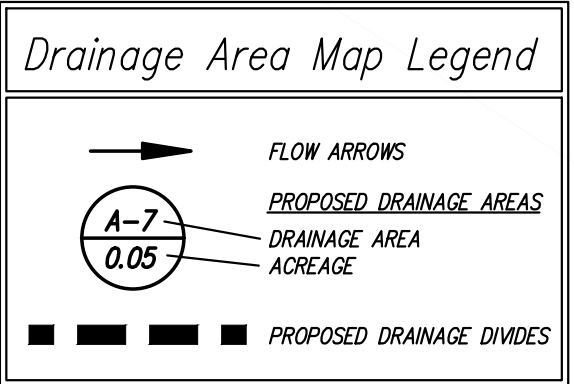 Drainage Area Map Legend
FLOW ARROWS
PROPOSED DRAINAGE AREAS
A-7
DRAINAGE AREA
0.05
ACREAGE
PROPOSED DRAINAGE DIVIDES